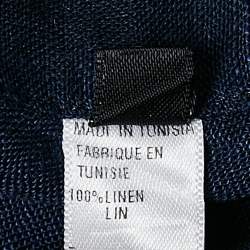 MADE IN TUNISIA
FABRIQUE EN
TUNISIE
100% LINEN
LIN